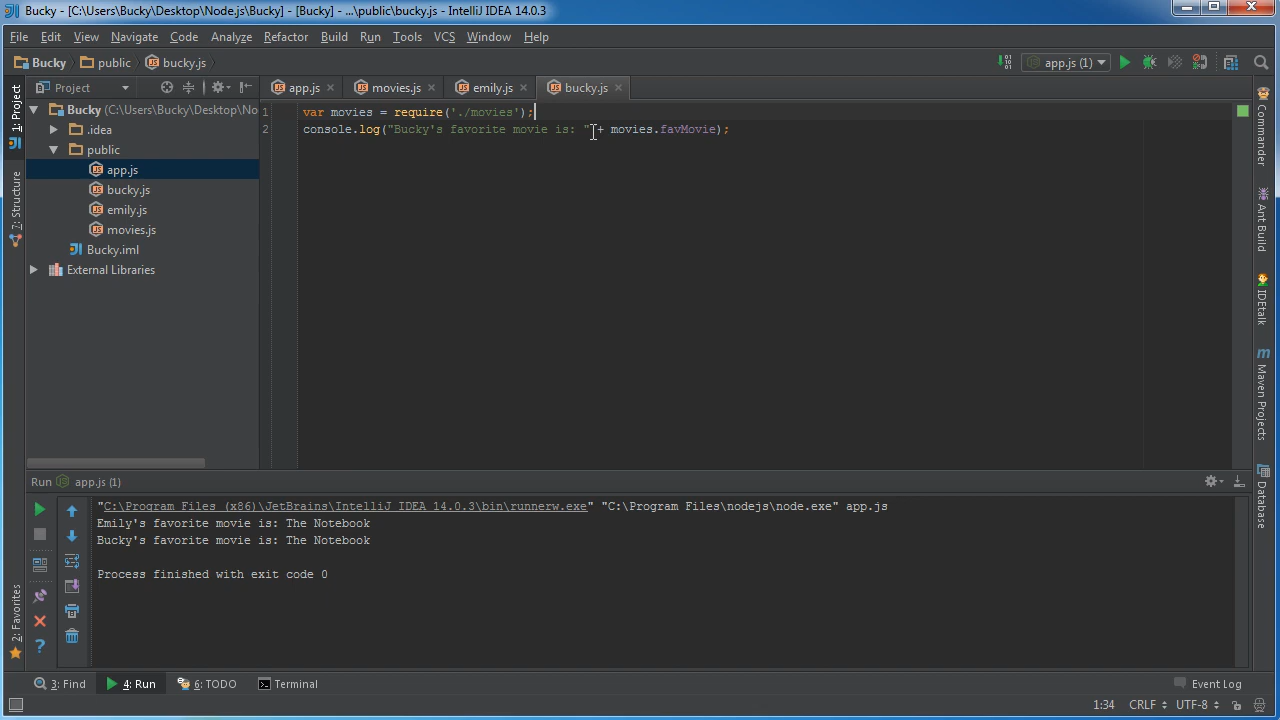 Bucky - [C:\Users\Bucky\Desktop\Node.js\Bucky] - [Bucky] - ...\public\bucky.js - IntelliJ IDEA 14.0.3
File Edit View Navigate Code Analyze Refactor Build Run Tools VCS Window Help
Bucky public bucky.js app.js (1)
Project app.js movies.js emily.js bucky.js
1: Project
7: Structure
2: Favorites
Bucky (C:\Users\Bucky\Desktop\No
.idea
public
app.js
bucky.js
emily.js
movies.js
Bucky.iml
External Libraries
1 var movies = require('./movies');
2 console.log("Bucky's favorite movie is: " + movies.favMovie);
Commander
Ant Build
IDEtalk
Maven Projects
Database
Run app.js (1)
"C:\Program Files (x86)\JetBrains\IntelliJ IDEA 14.0.3\bin\runnerw.exe" "C:\Program Files\nodejs\node.exe" app.js
Emily's favorite movie is: The Notebook
Bucky's favorite movie is: The Notebook
Process finished with exit code 0
3: Find 4: Run 6: TODO Terminal Event Log
1:34 CRLF UTF-8